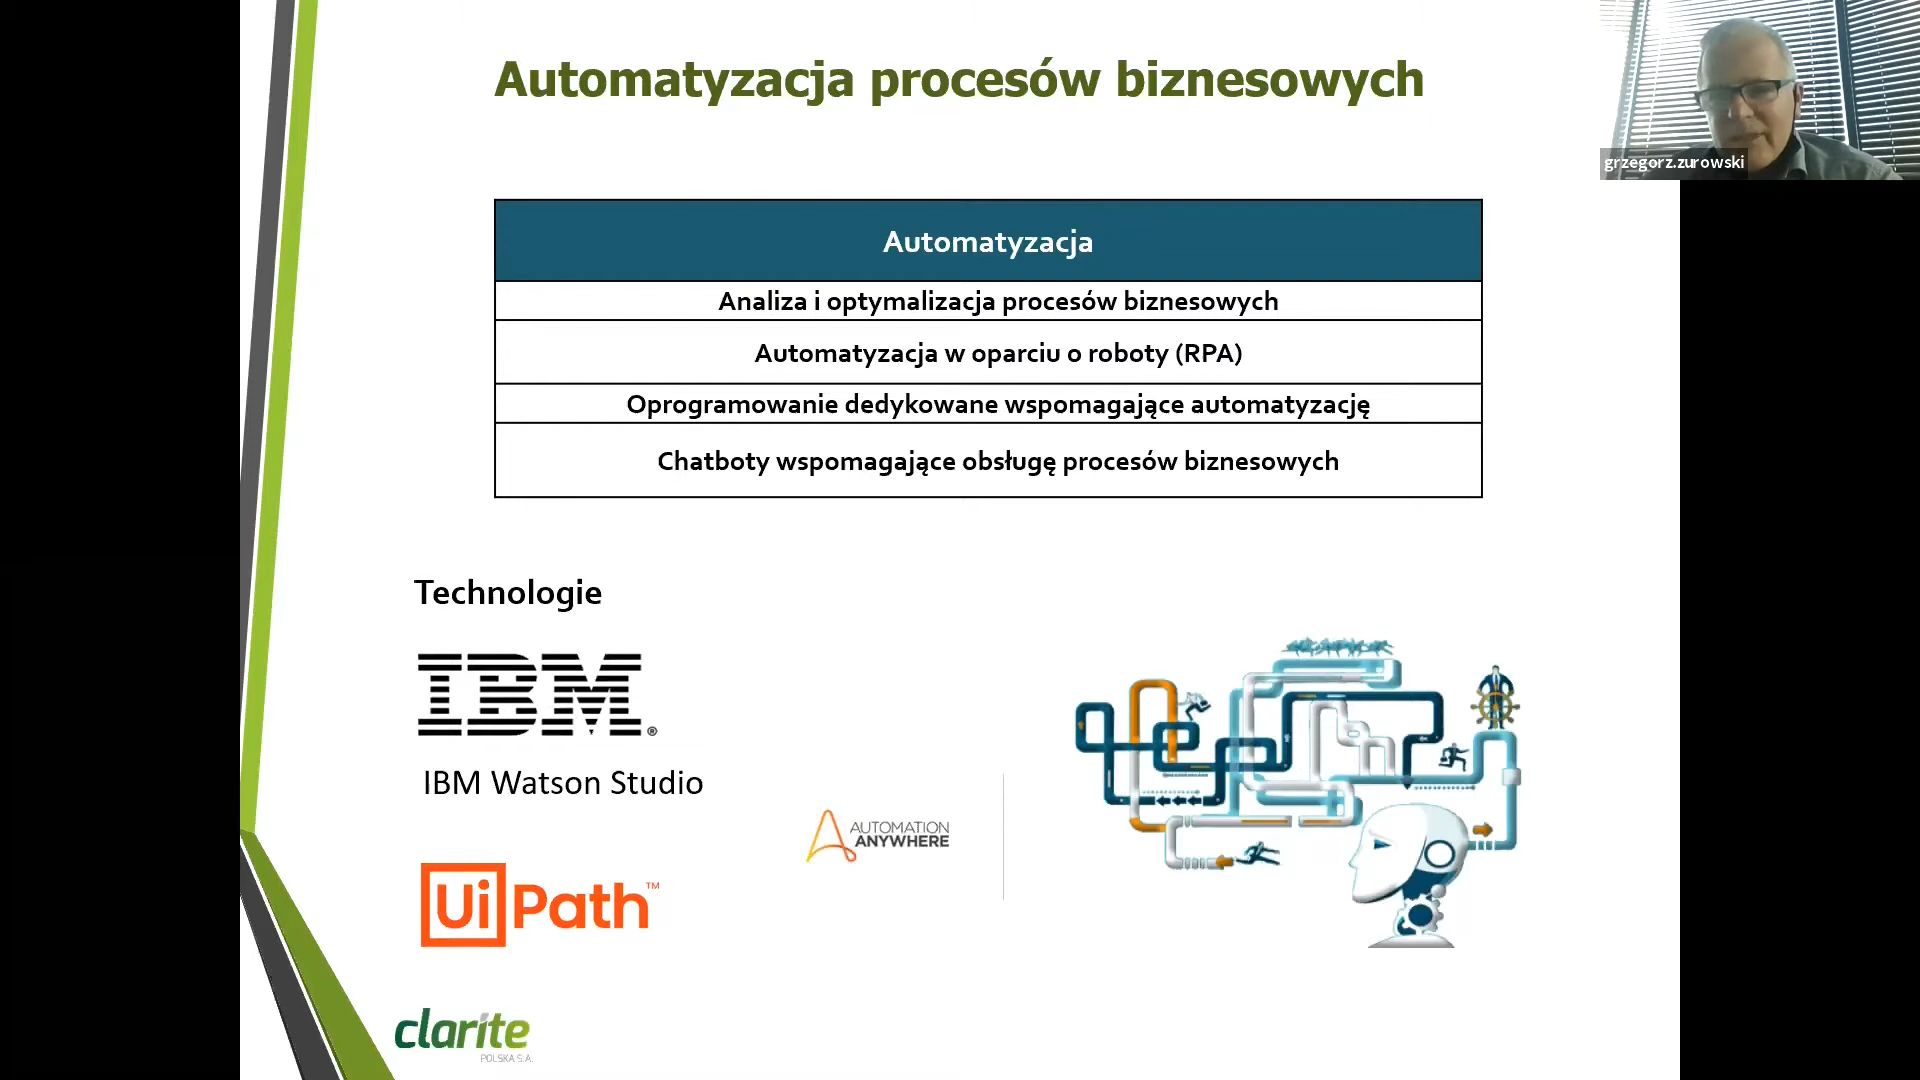 Automatyzacja procesów biznesowych
grzegorz.zurowski
Automatyzacja
Analiza i optymalizacja procesów biznesowych
Automatyzacja w oparciu o roboty (RPA)
Oprogramowanie dedykowane wspomagające automatyzację
Chatboty wspomagające obsługę procesów biznesowych
Technologie
IBM®
IBM Watson Studio
AUTOMATION
ANYWHERE
UiPath™
clarite
POLSKA S.A.